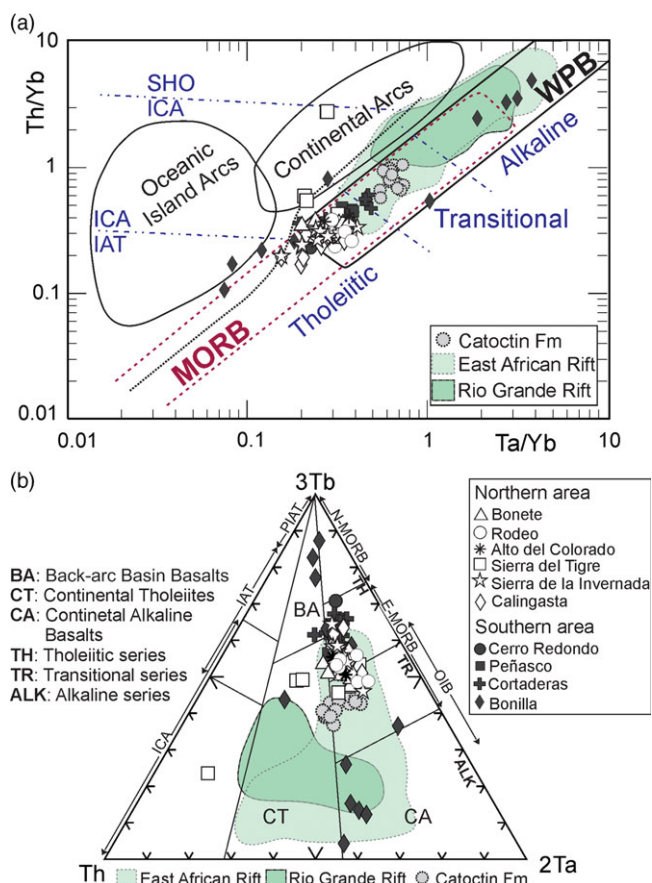 (a)
10
1
0.1
0.01
Th/Yb
SHO
ICA
Continental Arcs
Oceanic
Island Arcs
WPB
Alkaline
Transitional
ICA
IAT
Tholeiitic
MORB
Catoctin Fm
East African Rift
Rio Grande Rift
0.01
0.1
1
10
Ta/Yb
(b)
3Tb
PIAT
N-MORB
IAT
TH
BA
E-MORB
TR
OIB
ICA
ALK
CT
CA
Th
2Ta
BA: Back-arc Basin Basalts
CT: Continental Tholeiites
CA: Continetal Alkaline
Basalts
TH: Tholeiitic series
TR: Transitional series
ALK: Alkaline series
Northern area
Bonete
Rodeo
Alto del Colorado
Sierra del Tigre
Sierra de la Invernada
Calingasta
Southern area
Cerro Redondo
Peñasco
Cortaderas
Bonilla
East African Rift
Rio Grande Rift
Catoctin Fm